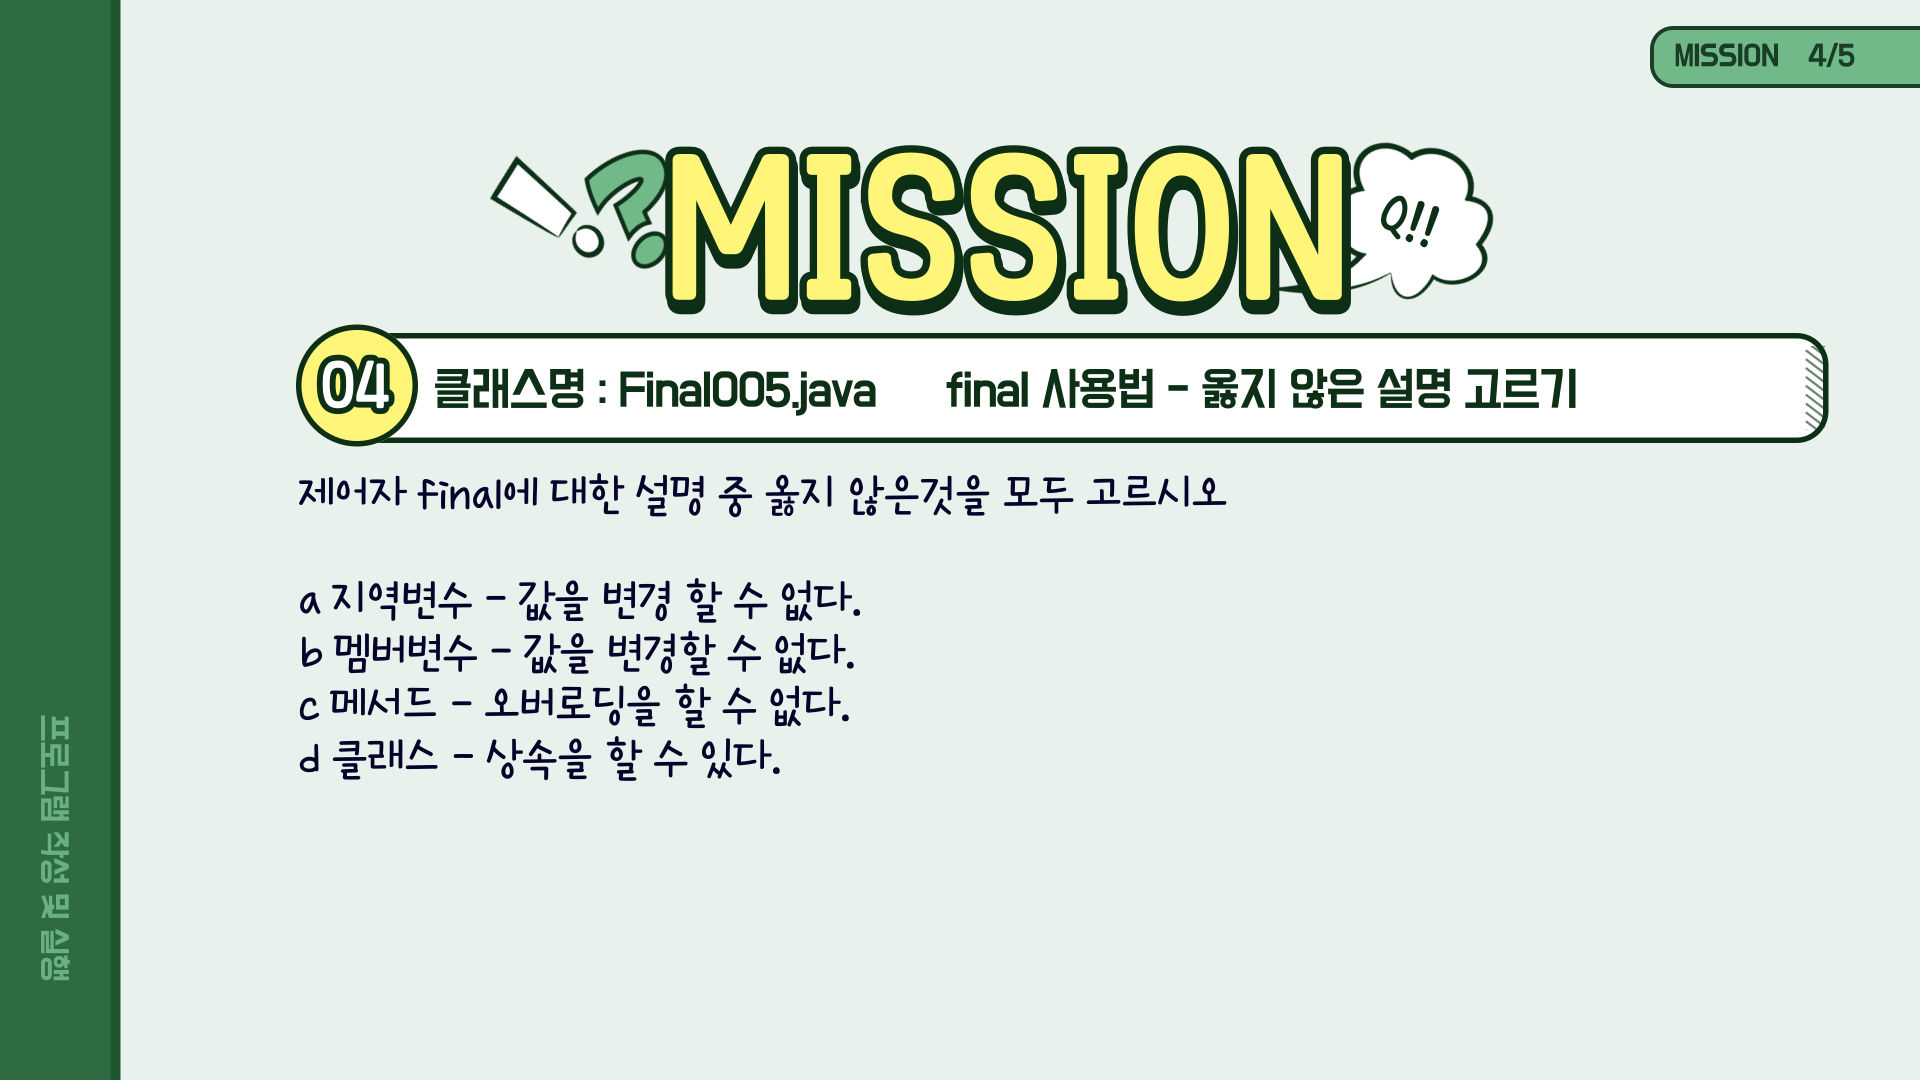 MISSION 4/5
MISSION
Q!!
04 클래스명 : Final005.java final 사용법 - 옳지 않은 설명 고르기
제어자 final에 대한 설명 중 옳지 않은것을 모두 고르시오
a 지역변수 - 값을 변경 할 수 없다.
b 멤버변수 - 값을 변경할 수 없다.
c 메서드 - 오버로딩을 할 수 없다.
d 클래스 - 상속을 할 수 있다.
프로그램 작성 및 실행